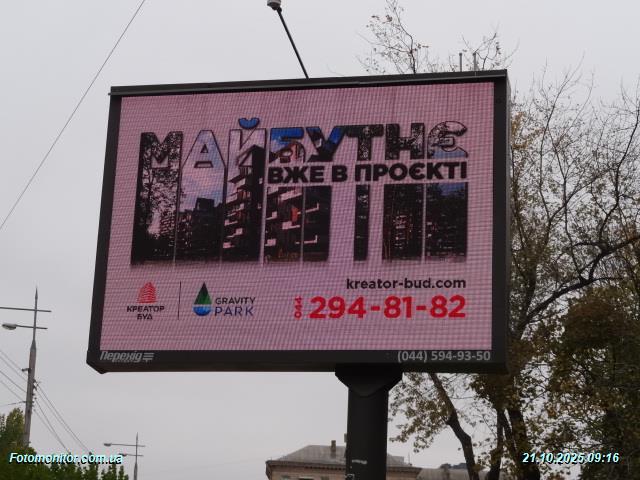 МАЙБУТНЄ
ВЖЕ В ПРОЄКТІ
kreator-bud.com
КРЕАТОР
БУД
GRAVITY
PARK
044 294-81-82
Перехід
(044) 594-93-50
Fotomonitor.com.ua
21.10.2025 09:16